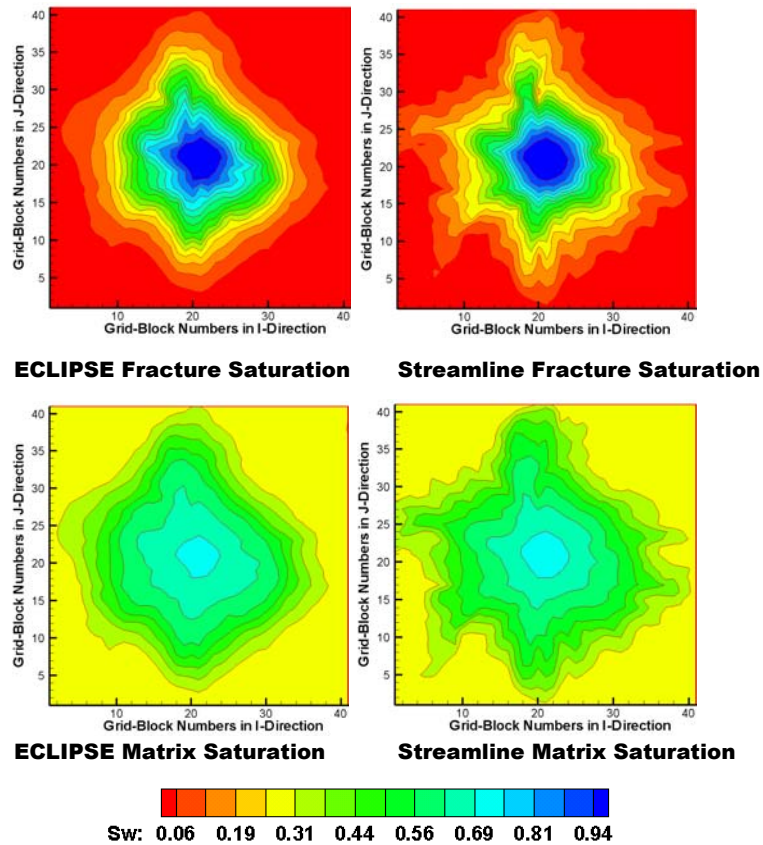 40
35
30
25
20
15
10
5
Grid-Block Numbers in J-Direction
10 20 30 40
Grid-Block Numbers in I-Direction
ECLIPSE Fracture Saturation
40
35
30
25
20
15
10
5
Grid-Block Numbers in J-Direction
10 20 30 40
Grid-Block Numbers in I-Direction
Streamline Fracture Saturation
40
35
30
25
20
15
10
5
Grid-Block Numbers in J-Direction
10 20 30 40
Grid-Block Numbers in I-Direction
ECLIPSE Matrix Saturation
40
35
30
25
20
15
10
5
Grid-Block Numbers in J-Direction
10 20 30 40
Grid-Block Numbers in I-Direction
Streamline Matrix Saturation
Sw: 0.06 0.19 0.31 0.44 0.56 0.69 0.81 0.94